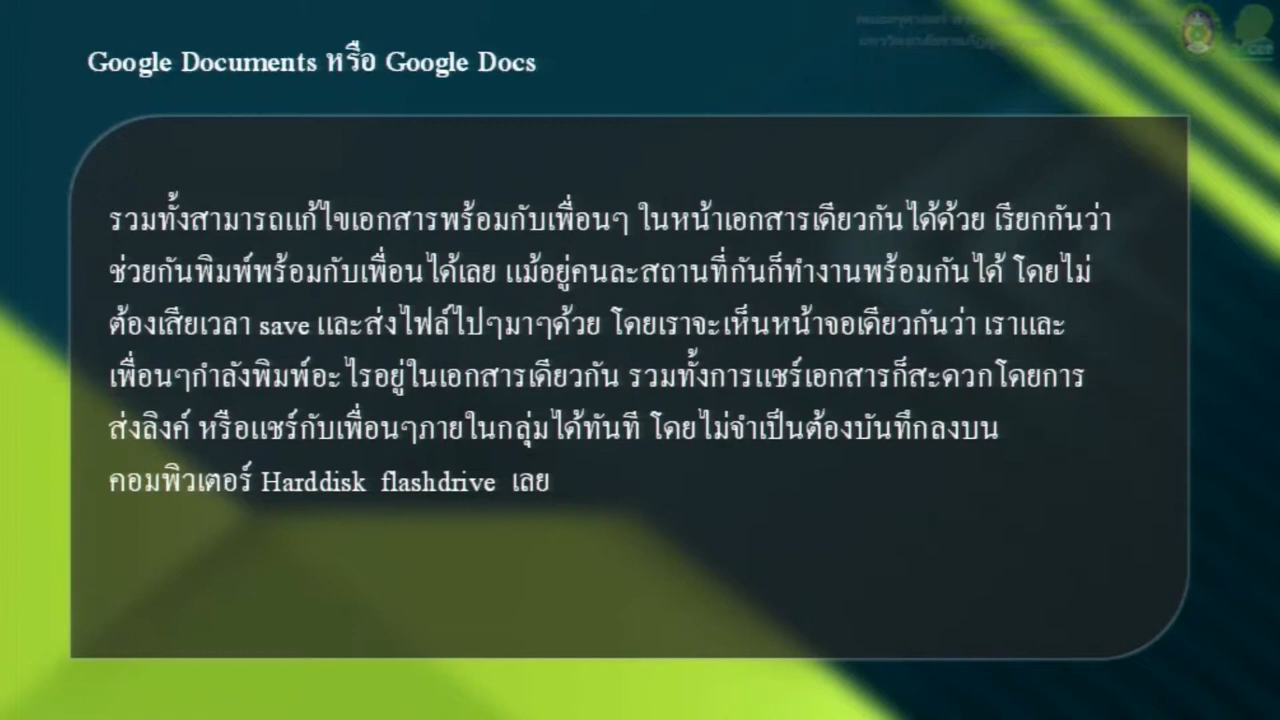 Google Documents หรือ Google Docs
รวมทั้งสามารถแก้ไขเอกสารพร้อมกับเพื่อนๆ ในหน้าเอกสารเดียวกันได้ด้วย เรียกกันว่า
ช่วยกันพิมพ์พร้อมกับเพื่อนได้เลย แม้อยู่คนละสถานที่กันก็ทำงานพร้อมกันได้ โดยไม่
ต้องเสียเวลา save และส่งไฟล์ไปๆมาๆด้วย โดยเราจะเห็นหน้าจอเดียวกันว่า เราและ
เพื่อนๆกำลังพิมพ์อะไรอยู่ในเอกสารเดียวกัน รวมทั้งการแชร์เอกสารก็สะดวกโดยการ
ส่งลิงค์ หรือแชร์กับเพื่อนๆภายในกลุ่มได้ทันที โดยไม่จำเป็นต้องบันทึกลงบน
คอมพิวเตอร์ Harddisk flashdrive เลย